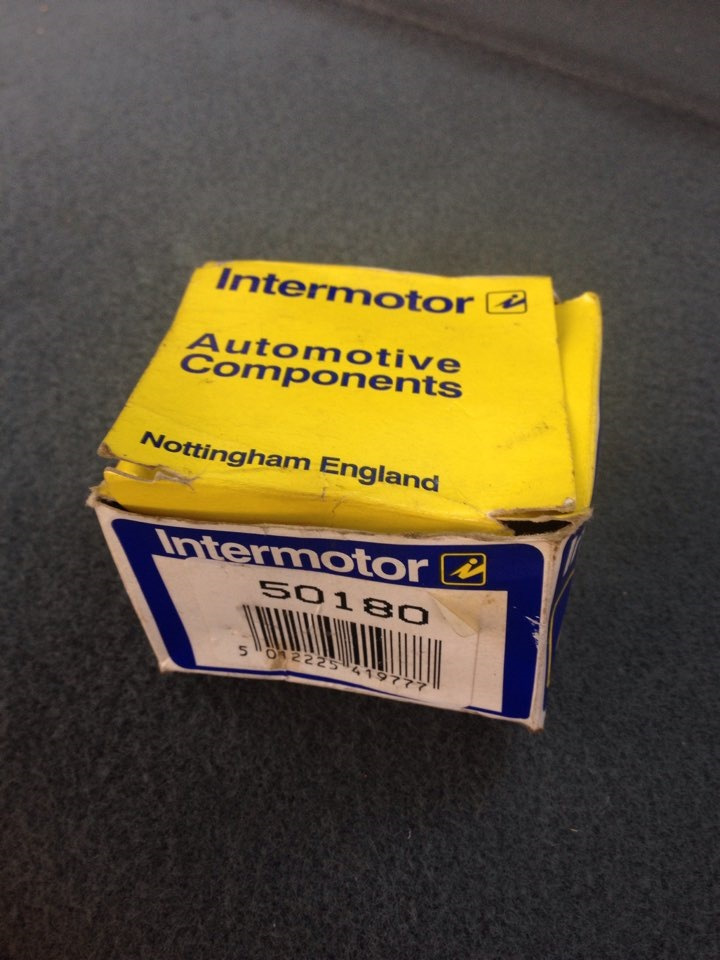 Intermotor
Automotive
Components
Nottingham England
Intermotor
50180
5 012225 419777